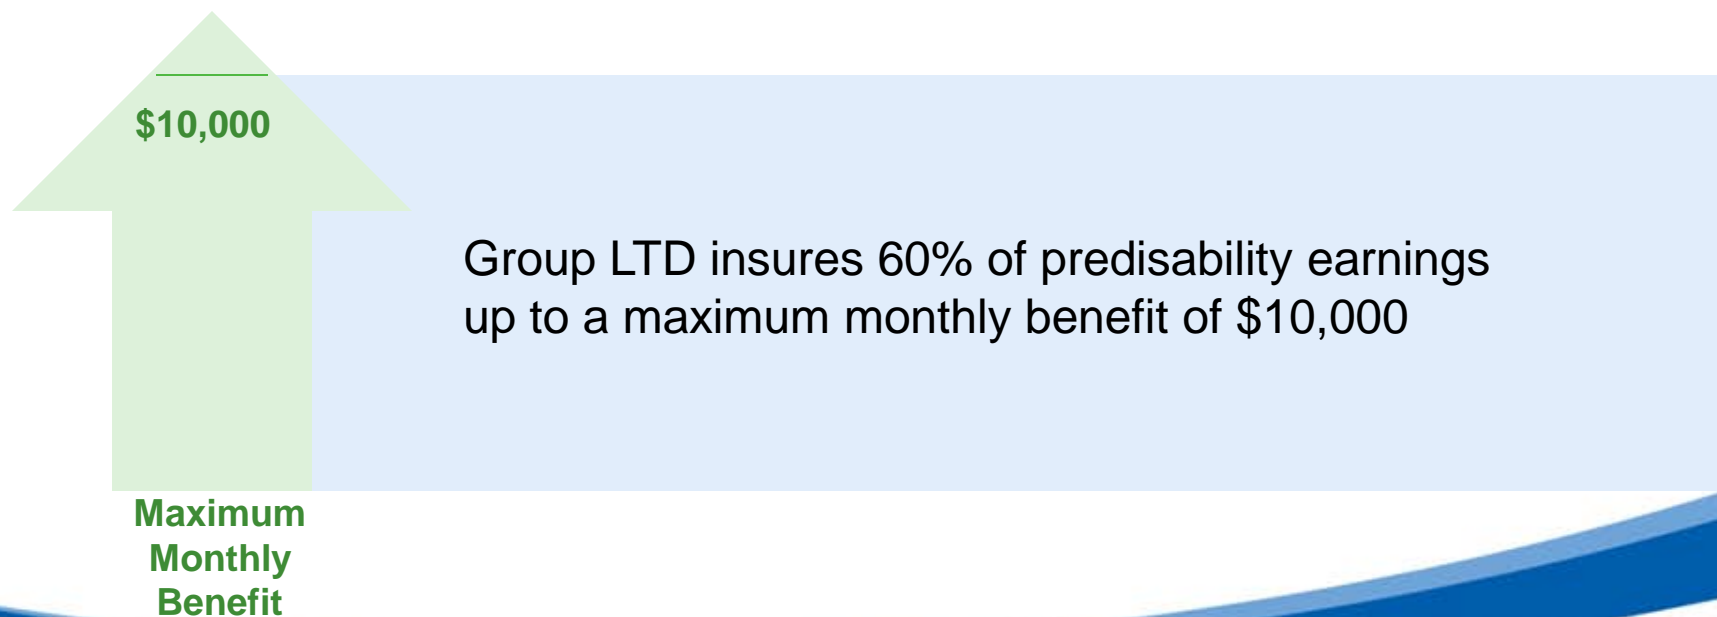 $10,000
Group LTD insures 60% of predisability earnings
up to a maximum monthly benefit of $10,000
Maximum
Monthly
Benefit